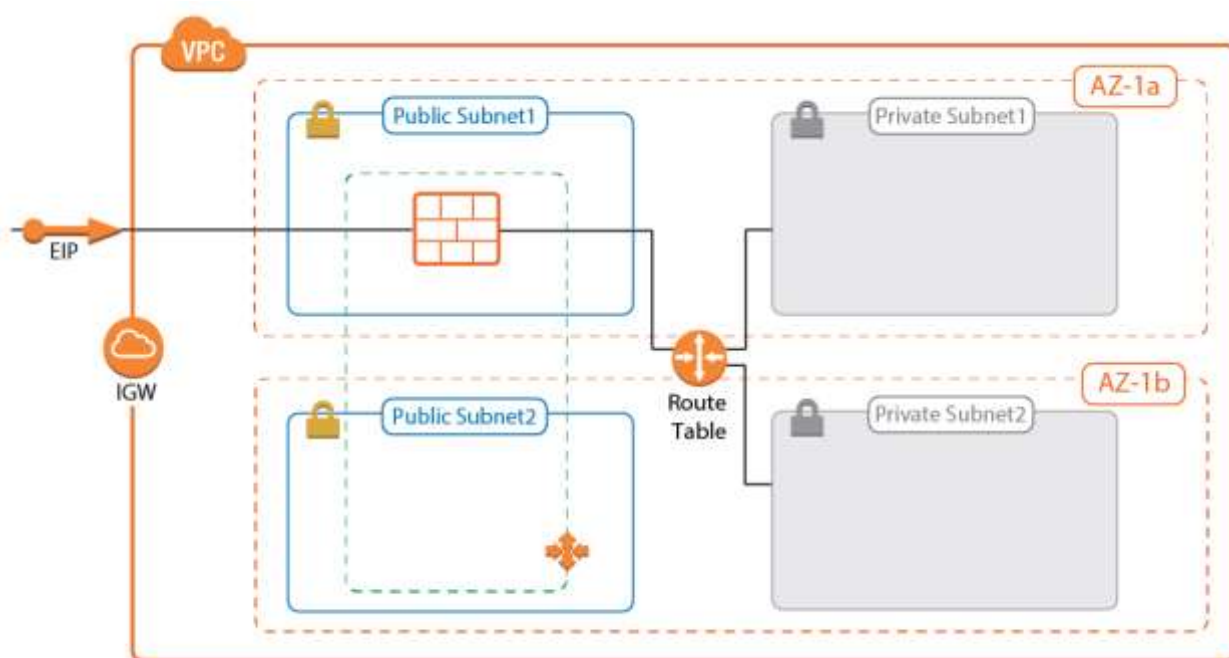 VPC
AZ-1a
Public Subnet1
Private Subnet1
EIP
IGW
Route
Table
AZ-1b
Public Subnet2
Private Subnet2